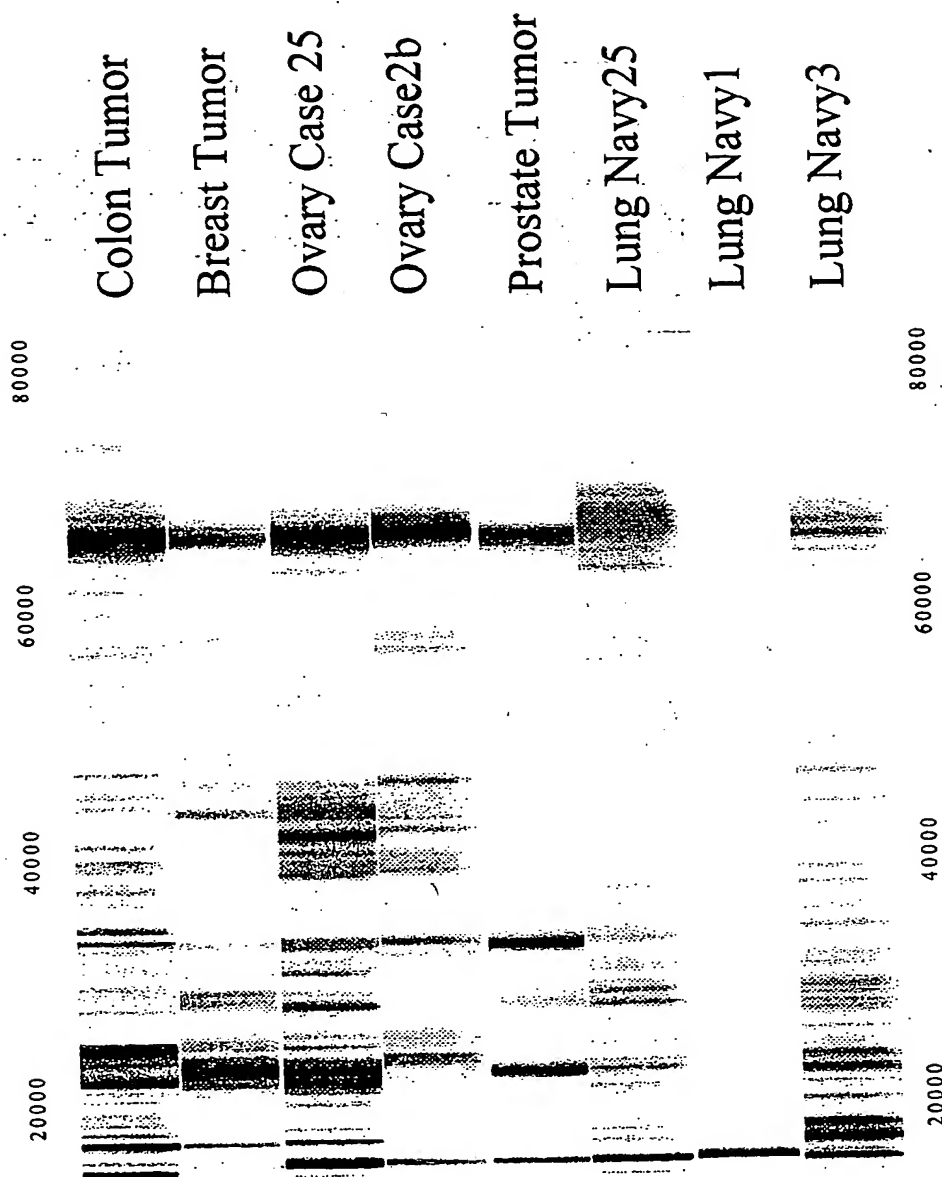 Colon Tumor
Breast Tumor
Ovary Case 25
Ovary Case2b
Prostate Tumor
Lung Navy25
Lung Navy1
Lung Navy3
80000
80000
60000
60000
40000
40000
20000
20000